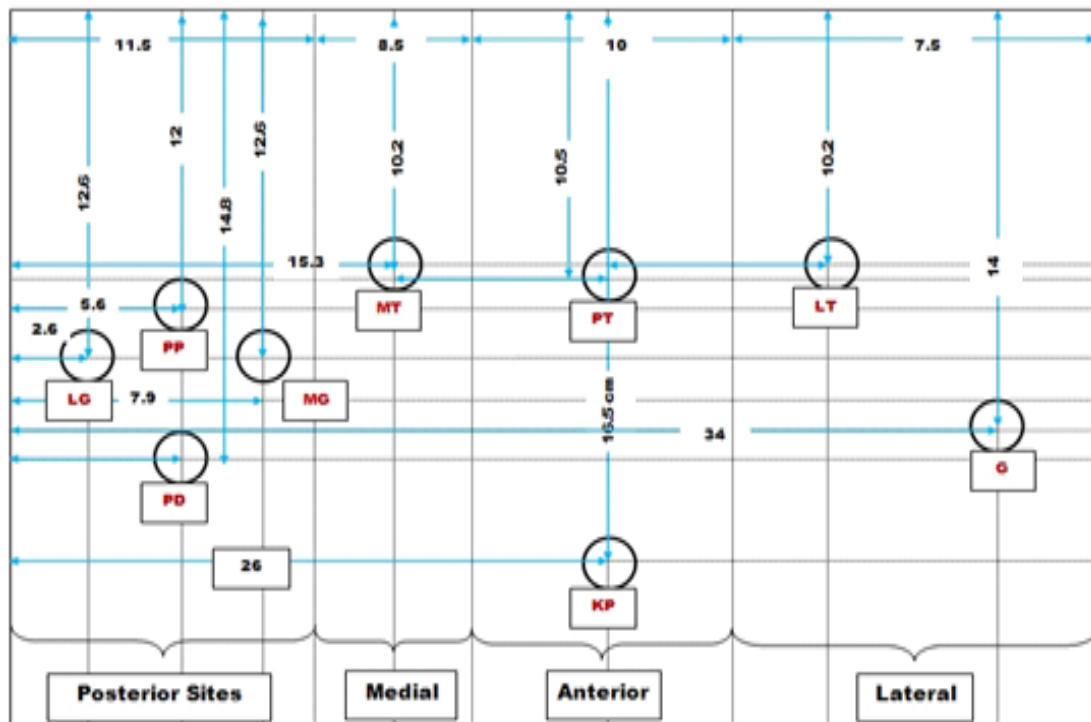 11.5
8.5
10
7.5
12.6
12
14.8
12.6
10.2
10.5
10.2
14
15.3
5.6
2.6
7.9
34
26
16.5 cm
MT
PT
LT
PP
LG
MG
PD
G
KP
Posterior Sites
Medial
Anterior
Lateral